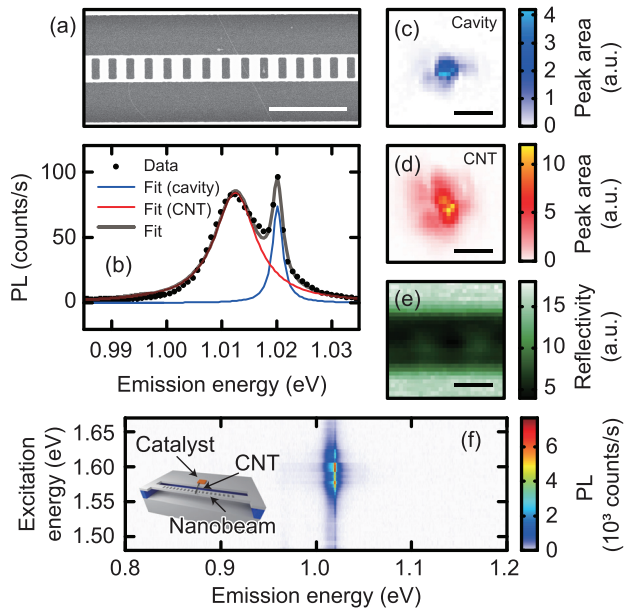 (a)
(b)
PL (counts/s)
100
50
0
Data
Fit (cavity)
Fit (CNT)
Fit
0.99
1.00
1.01
1.02
1.03
Emission energy (eV)
(c)
Cavity
4
3
2
1
0
Peak area
(a.u.)
(d)
CNT
10
5
0
Peak area
(a.u.)
(e)
15
10
5
Reflectivity
(a.u.)
(f)
Excitation
energy (eV)
1.65
1.60
1.55
1.50
Catalyst
CNT
Nanobeam
0.8
0.9
1.0
1.1
1.2
Emission energy (eV)
6
4
2
0
PL
(10³ counts/s)